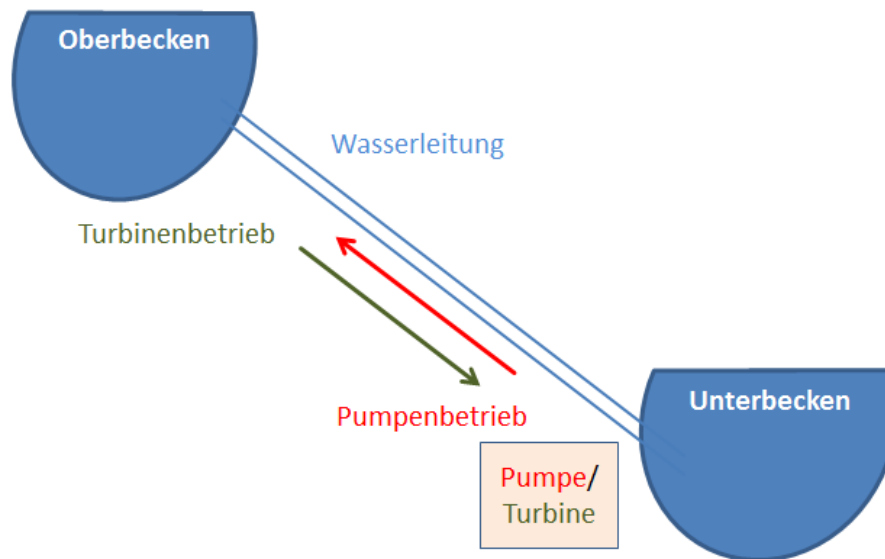 Oberbecken
Wasserleitung
Turbinenbetrieb
Pumpenbetrieb
Unterbecken
Pumpe/
Turbine